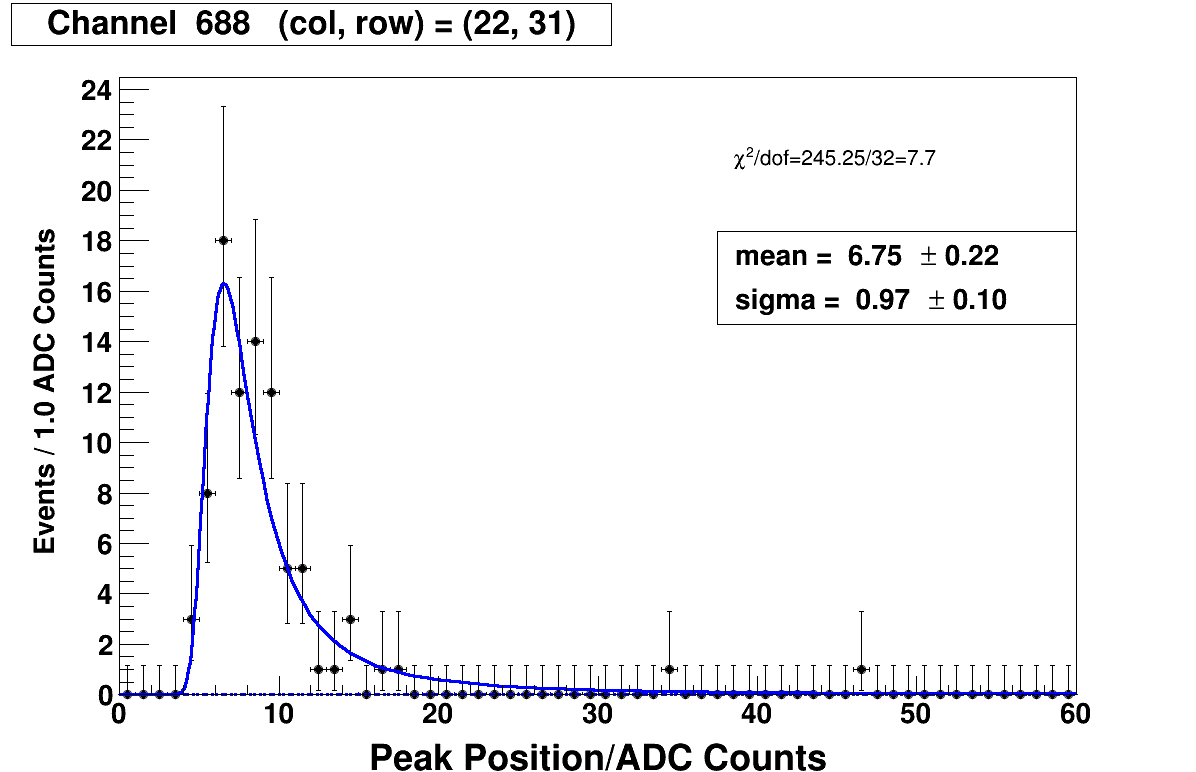 Channel 688 (col, row) = (22, 31)
24
22
20
18
16
14
12
10
8
6
4
2
0
Events / 1.0 ADC Counts
χ²/dof=245.25/32=7.7
mean = 6.75 ± 0.22
sigma = 0.97 ± 0.10
0 10 20 30 40 50 60
Peak Position/ADC Counts